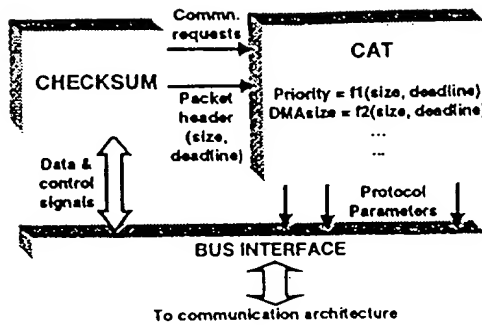 Commn.
requests
CAT
CHECKSUM
Packet
header
(size,
deadline)
Priority = f1(size, deadline)
DMAsize = f2(size, deadline)
...
...
Data &
control
signals
Protocol
Parameters
BUS INTERFACE
To communication architecture